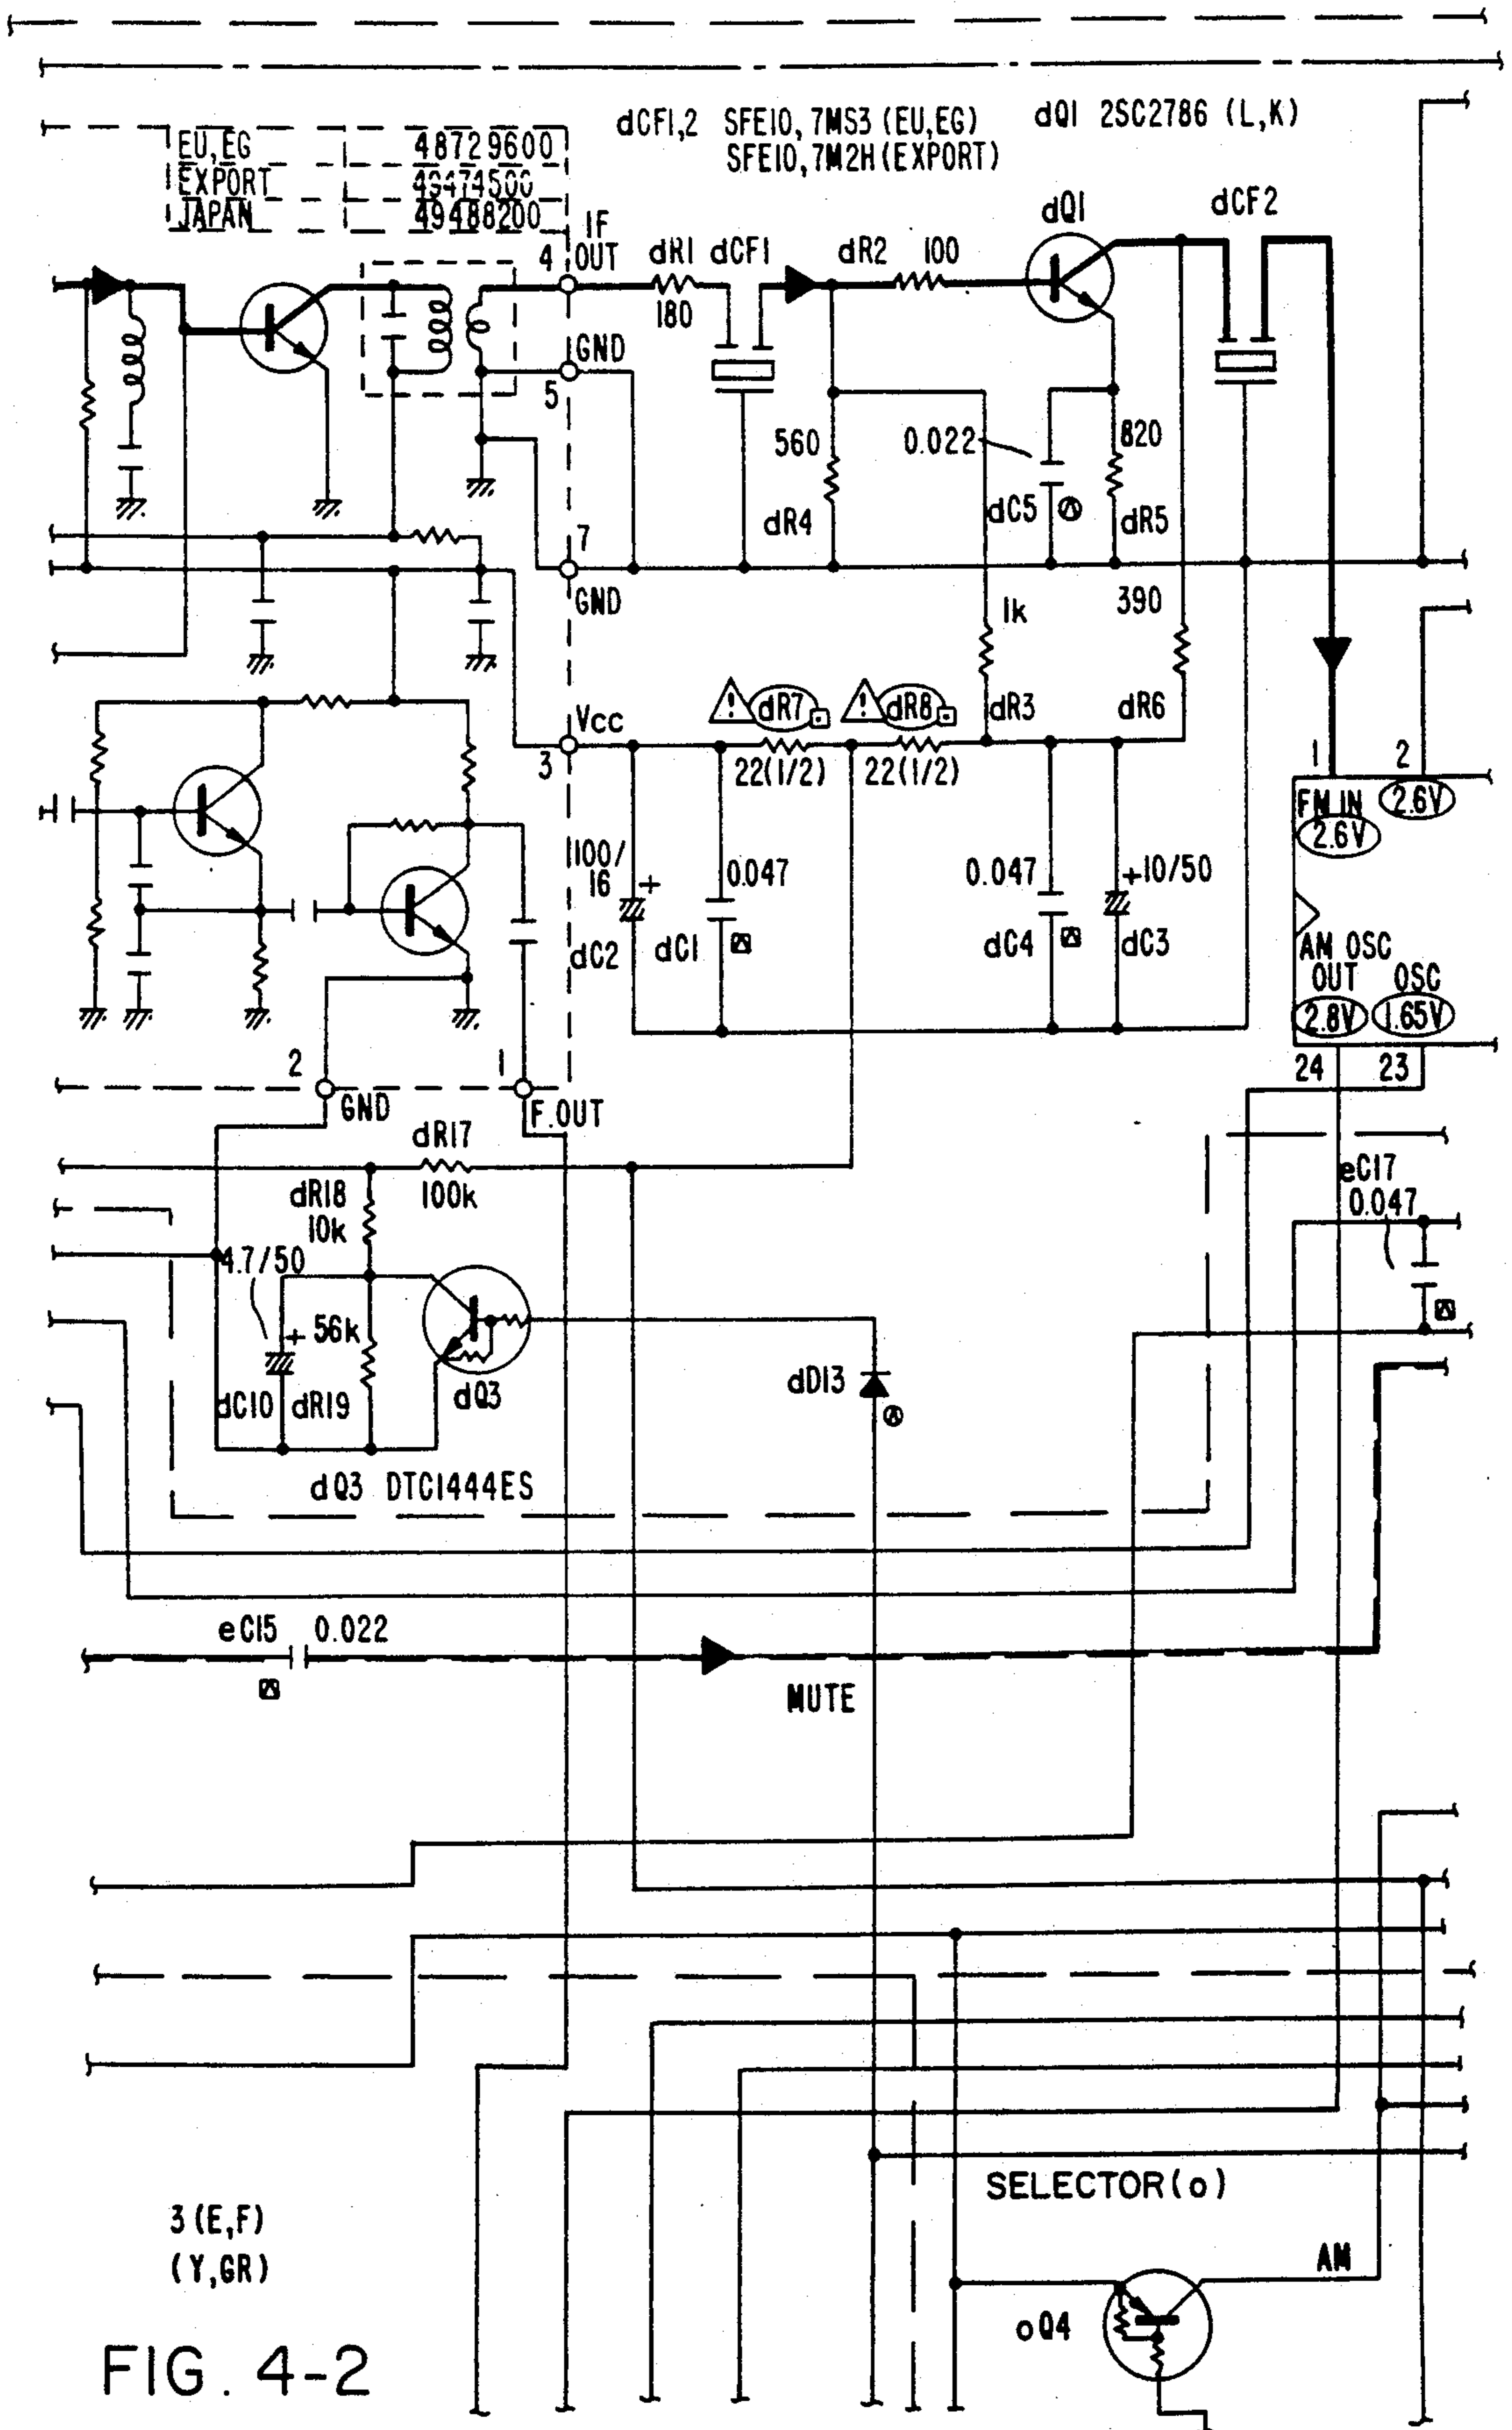 dCF1,2 SFE10,7MS3 (EU,EG) dQ1 2SC2786 (L,K)
SFE10,7M2H (EXPORT)
EU,EG 48729600
EXPORT
JAPAN 49488200
IF
OUT
4
dR1 dCF1
180
dR2 100
dQ1
dCF2
GND
5
560
dR4
0.022
dC5
820
dR5
7
GND
1k
dR3
390
dR6
Vcc
3
! dR7
! dR8
22(1/2) 22(1/2)
1 2
FM IN
2.6V
2.6V
100/
16 +
dC2
0.047
dC1
0.047
dC4
+10/50
dC3
AM OSC
OUT OSC
2.8V 1.65V
24 23
2
GND
1
F.OUT
dR17
100k
dR18
10k
eC17
0.047
4.7/50
+ 56k
dC10 dR19
dQ3
dD13
dQ3 DTC1444ES
eC15 0.022
MUTE
SELECTOR(o)
3 (E,F)
(Y,GR)
AM
oQ4
FIG. 4-2